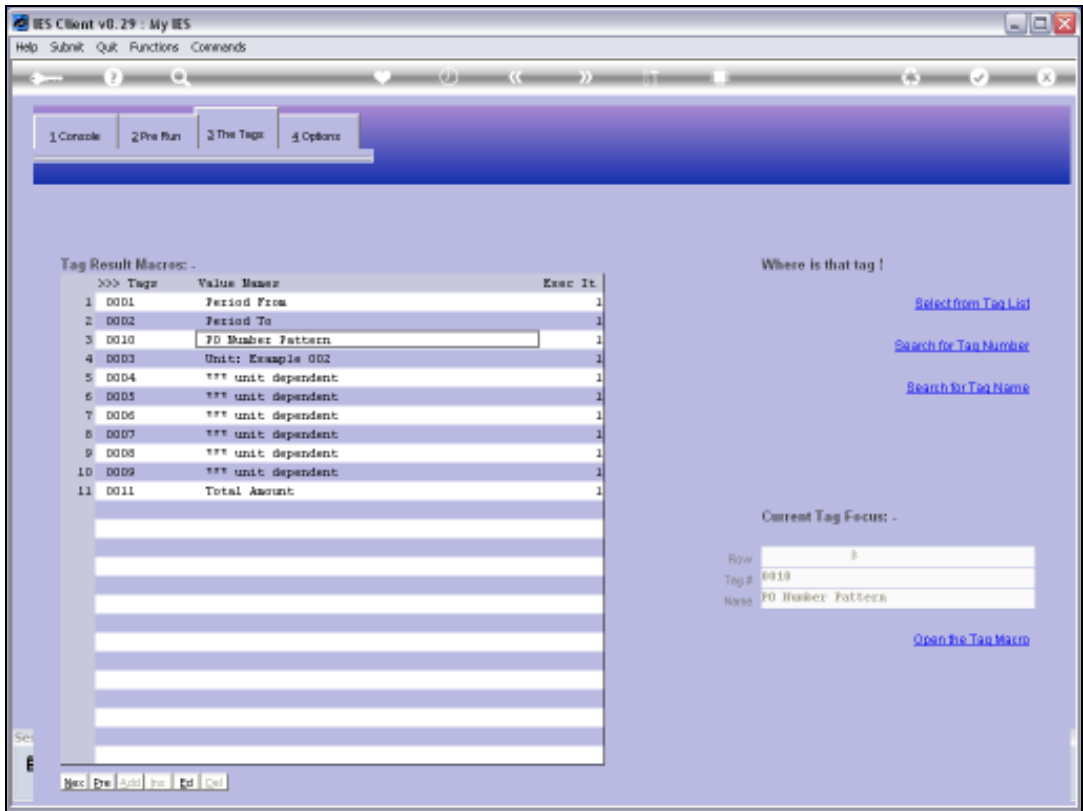 IES Client v8.29 : My IES
Help Submit Quit Functions Commands
1 Console 2 Pre Run 3 The Tags 4 Options
Tag Result Macros: -
>>> Tags Value Names Exec It
1 0001 Period From 1
2 0002 Period To 1
3 0010 PO Number Pattern 1
4 0003 Unit: Example 002 1
5 0004 *** unit dependent 1
6 0005 *** unit dependent 1
7 0006 *** unit dependent 1
8 0007 *** unit dependent 1
9 0008 *** unit dependent 1
10 0009 *** unit dependent 1
11 0011 Total Amount 1
Where is that tag !
Select from Tag List
Search for Tag Number
Search for Tag Name
Current Tag Focus: -
Row 3
Tag # 0010
Name PO Number Pattern
Open the Tag Macro
Ses
Nex Pre Add Ins Ed Del